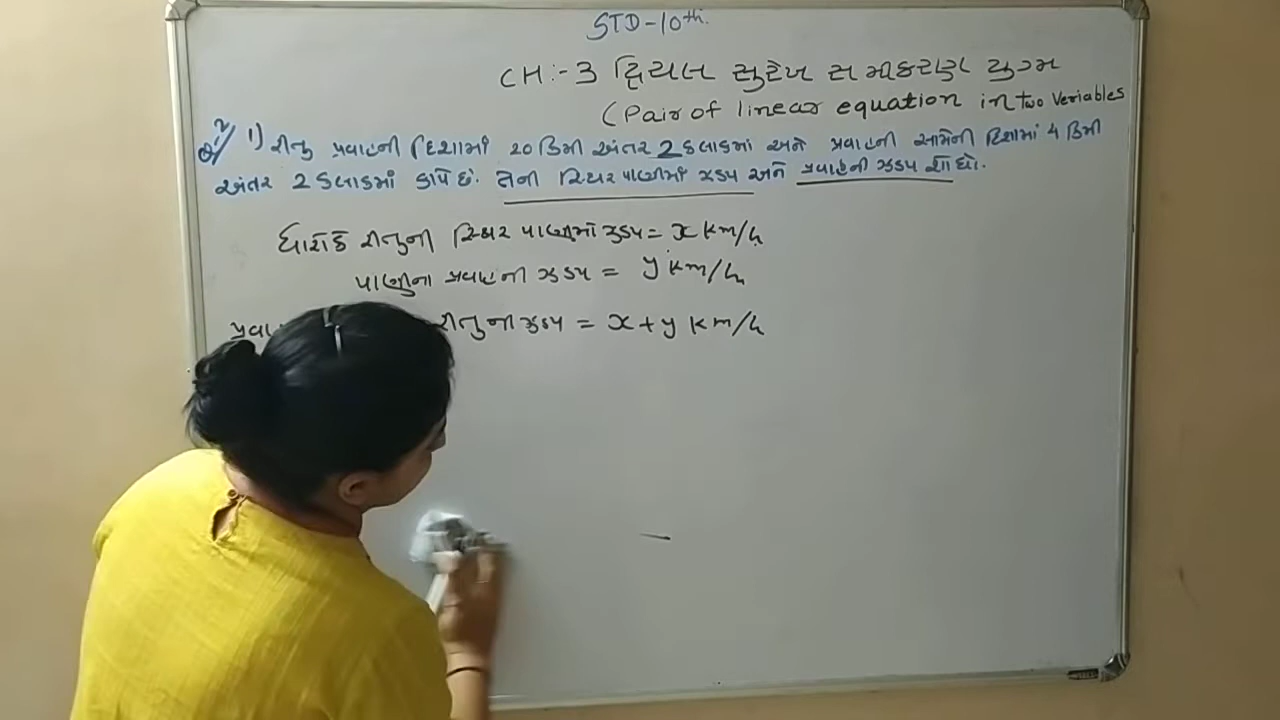 STD-10th.
CH:-3 દ્વિચલ સુરેખ સમીકરણ યુગ્મ
(Pair of linear equation in two Veriables
1) રીતુ પ્રવાહની દિશામાં 20 કિમી અંતર 2 કલાકમાં અને પ્રવાહની સામેની દિશામાં 4 કિમી
અંતર 2 કલાકમાં કાપે છે. તેની સ્થિર પાણીમાં ઝડપ અને પ્રવાહની ઝડપ શોધો.
ધારોકે રીતુની સ્થિર પાણીમાં ઝડપ = x km/h
પાણીના પ્રવાહની ઝડપ = y km/h
રીતુની ઝડપ = x + y km/h